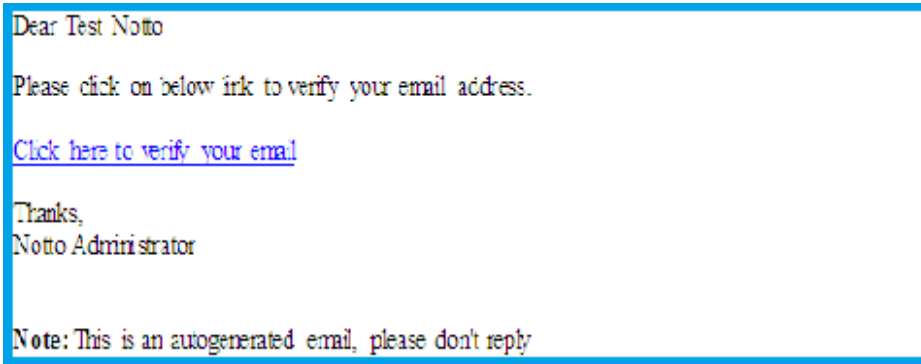 Dear Test Notto
Please click on below link to verify your email address.
Click here to verify your email
Thanks,
Notto Administrator
Note: This is an autogenerated email, please don't reply